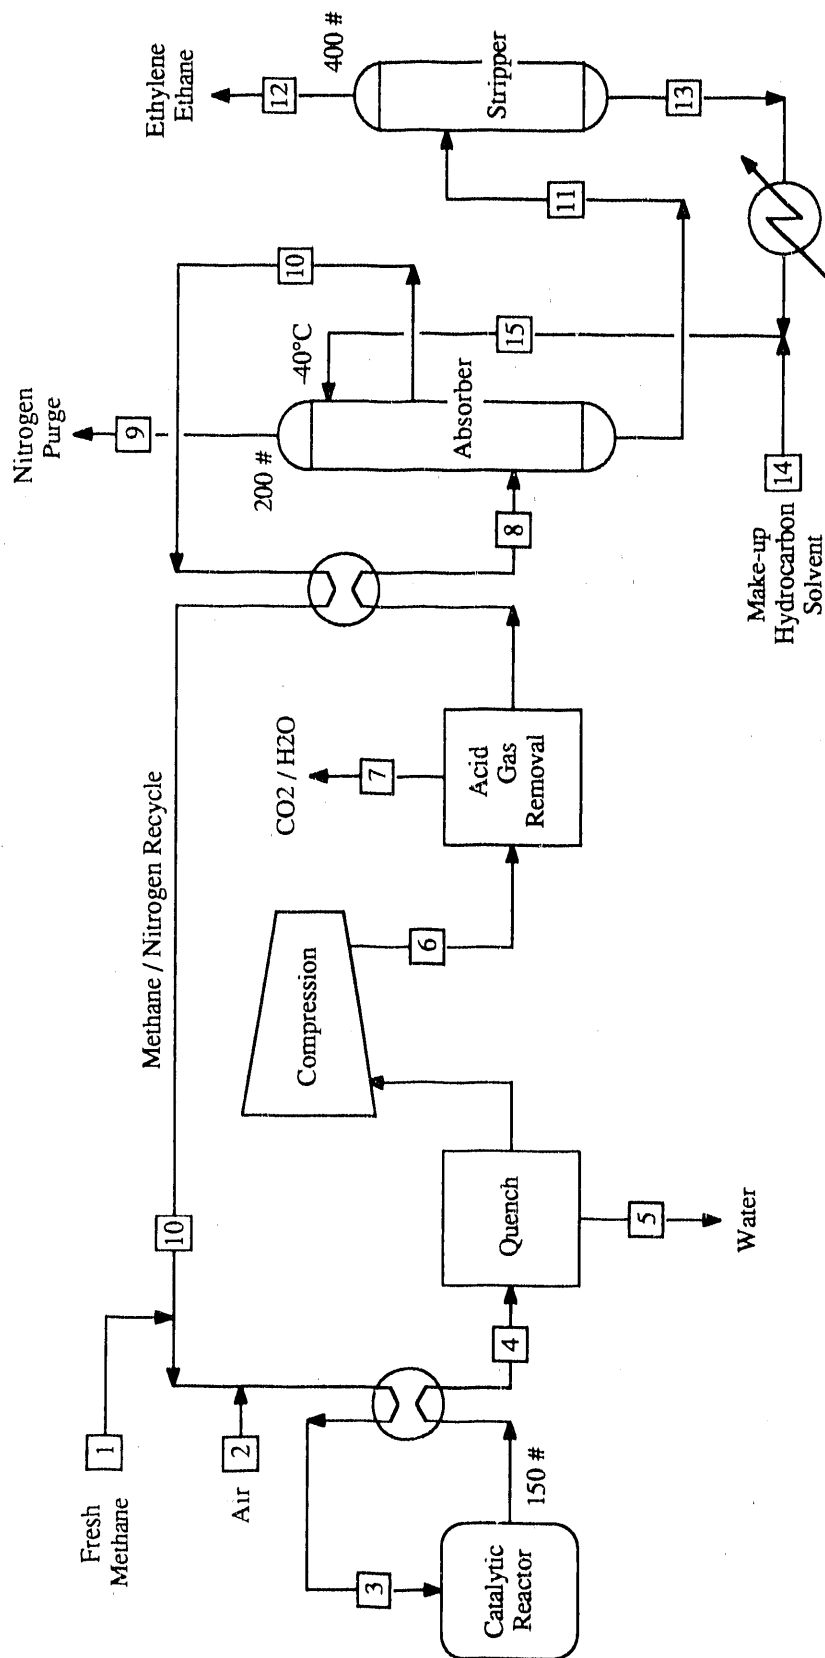 Fresh
Methane
1
Air
2
3
Catalytic
Reactor
150 #
4
Quench
5
Water
10
Methane / Nitrogen Recycle
Compression
6
CO2 / H2O
7
Acid
Gas
Removal
8
Nitrogen
Purge
9
200 #
-40°C
Absorber
10
15
Make-up
Hydrocarbon
Solvent
14
11
Ethylene
Ethane
12
400 #
Stripper
13